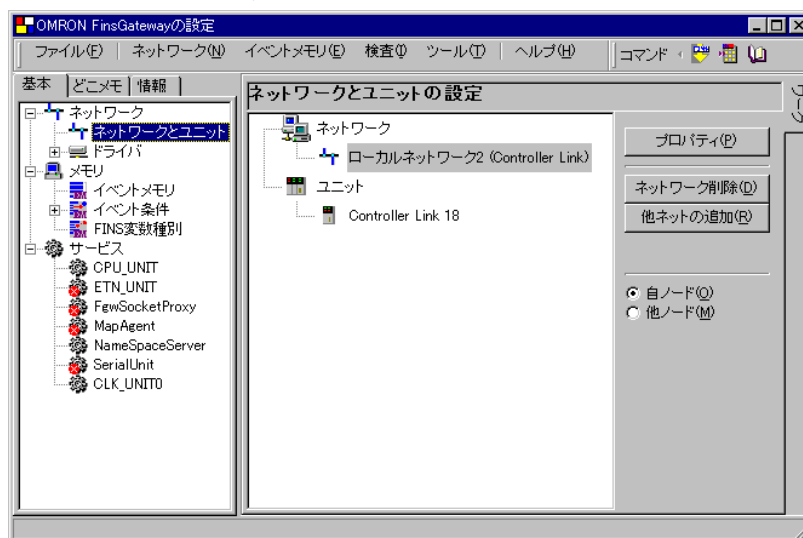 OMRON FinsGatewayの設定
ファイル(F) ネットワーク(N) イベントメモリ(E) 検査(I) ツール(T) ヘルプ(H) コマンド
基本 どこメモ 情報
ネットワーク
ネットワークとユニット
ドライバ
メモリ
イベントメモリ
イベント条件
FINS変数種別
サービス
CPU_UNIT
ETN_UNIT
FgwSocketProxy
MapAgent
NameSpaceServer
SerialUnit
CLK_UNIT0
ネットワークとユニットの設定
ネットワーク
ローカルネットワーク2 (Controller Link)
ユニット
Controller Link 18
プロパティ(P)
ネットワーク削除(D)
他ネットの追加(R)
自ノード(O)
他ノード(M)